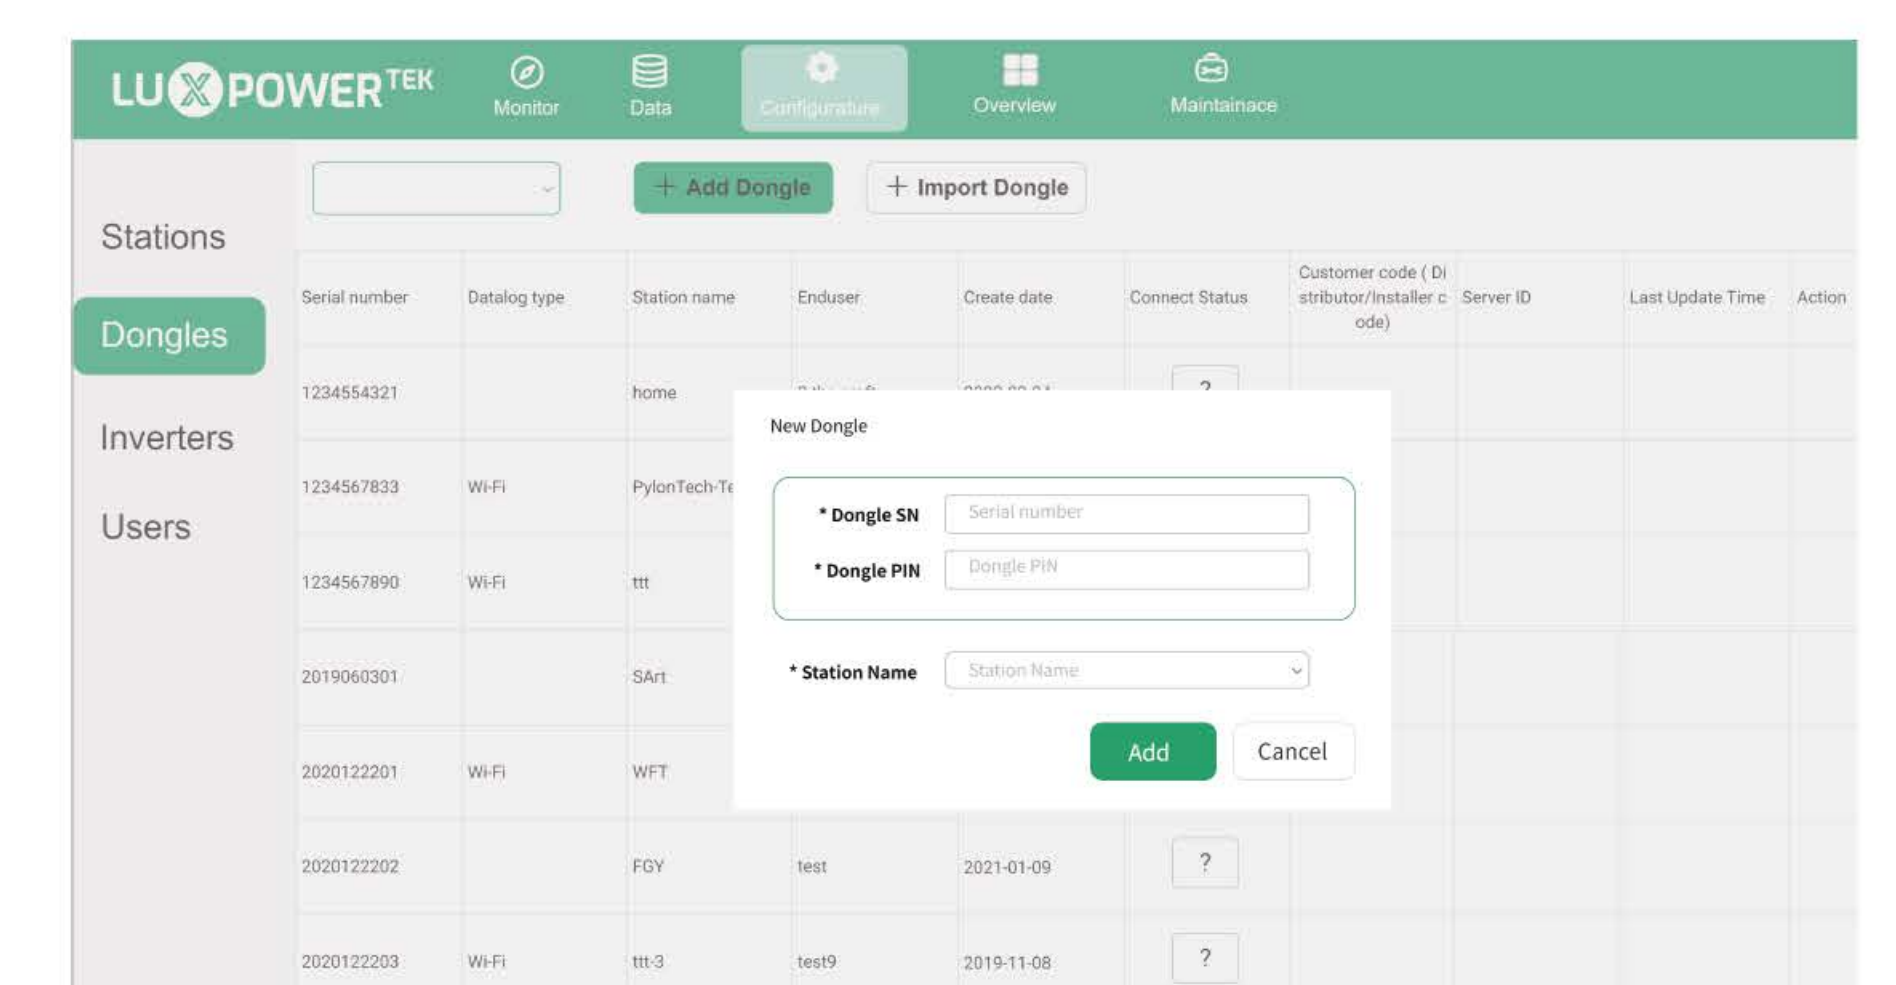 LUXPOWERTEK
Monitor
Data
Configurature
Overview
Maintainace
+ Add Dongle
+ Import Dongle
Stations
Dongles
Inverters
Users
Serial number Datalog type Station name Enduser Create date Connect Status Customer code ( Di
stributor/Installer c
ode) Server ID Last Update Time Action
1234554321 home ?
1234567833 Wi-Fi PylonTech-Te
1234567890 Wi-Fi ttt
2019060301 SArt
2020122201 Wi-Fi WFT
2020122202 FGY test 2021-01-09 ?
2020122203 Wi-Fi ttt-3 test9 2019-11-08 ?
New Dongle
* Dongle SN Serial number
* Dongle PIN Dongle PIN
* Station Name Station Name
Add Cancel